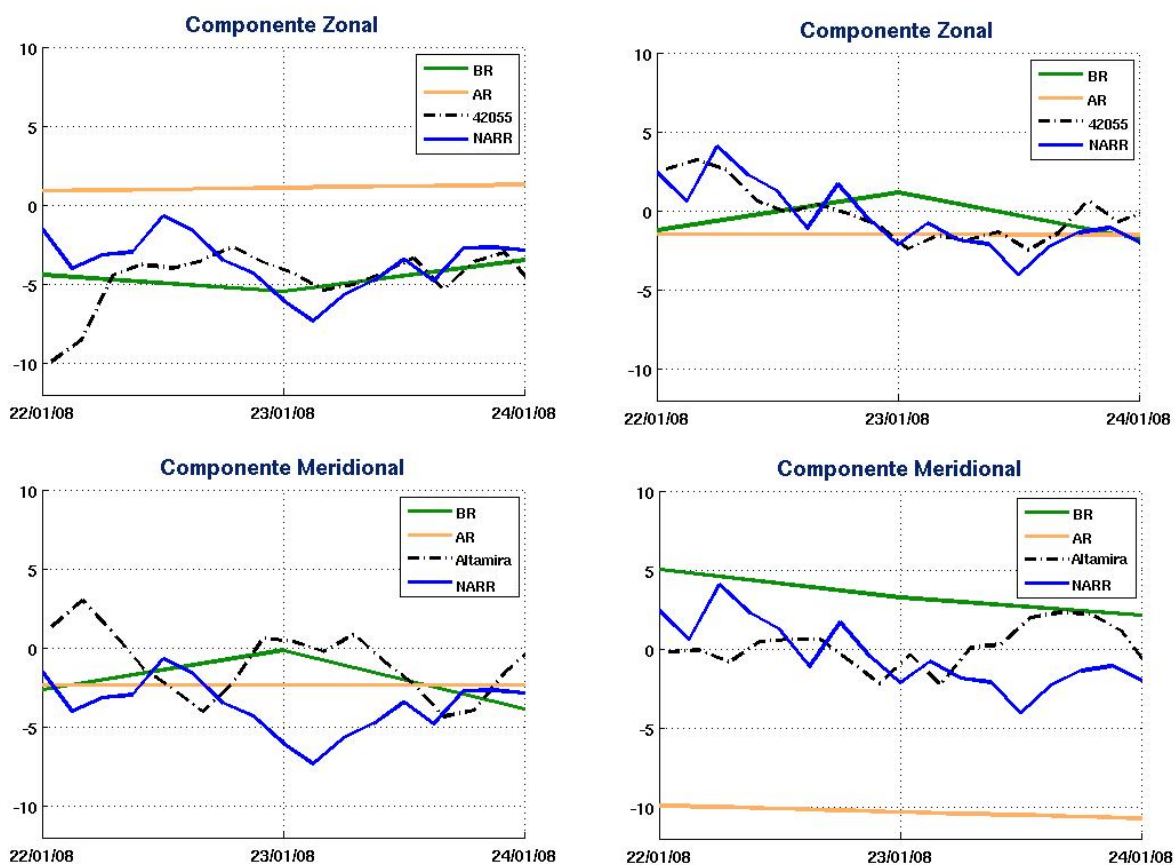 Componente Zonal
10
5
0
-5
-10
22/01/08
23/01/08
24/01/08
BR
AR
42055
NARR
Componente Zonal
10
5
0
-5
-10
22/01/08
23/01/08
24/01/08
BR
AR
42055
NARR
Componente Meridional
10
5
0
-5
-10
22/01/08
23/01/08
24/01/08
BR
AR
Altamira
NARR
Componente Meridional
10
5
0
-5
-10
22/01/08
23/01/08
24/01/08
BR
AR
Altamira
NARR